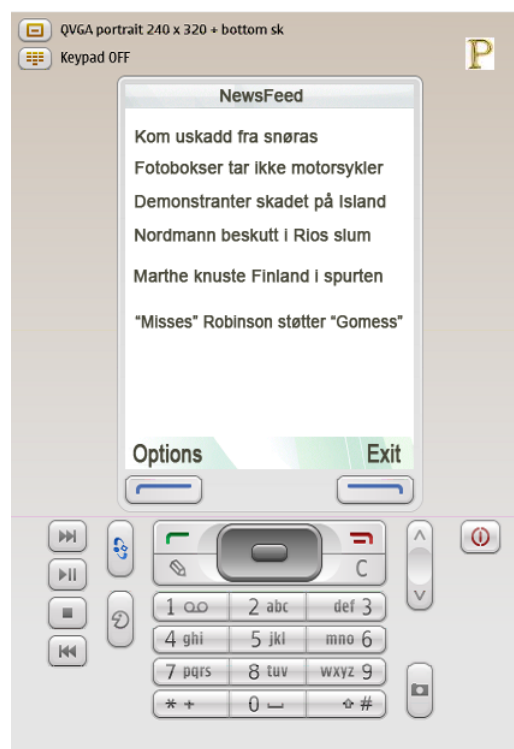 QVGA portrait 240 x 320 + bottom sk
Keypad OFF
P
NewsFeed
Kom uskadd fra snøras
Fotobokser tar ikke motorsykler
Demonstranter skadet på Island
Nordmann beskutt i Rios slum
Marthe knuste Finland i spurten
“Misses” Robinson støtter “Gomess”
Options Exit
C
1 2 abc def 3
4 ghi 5 jkl mno 6
7 pqrs 8 tuv wxyz 9
* + 0 #